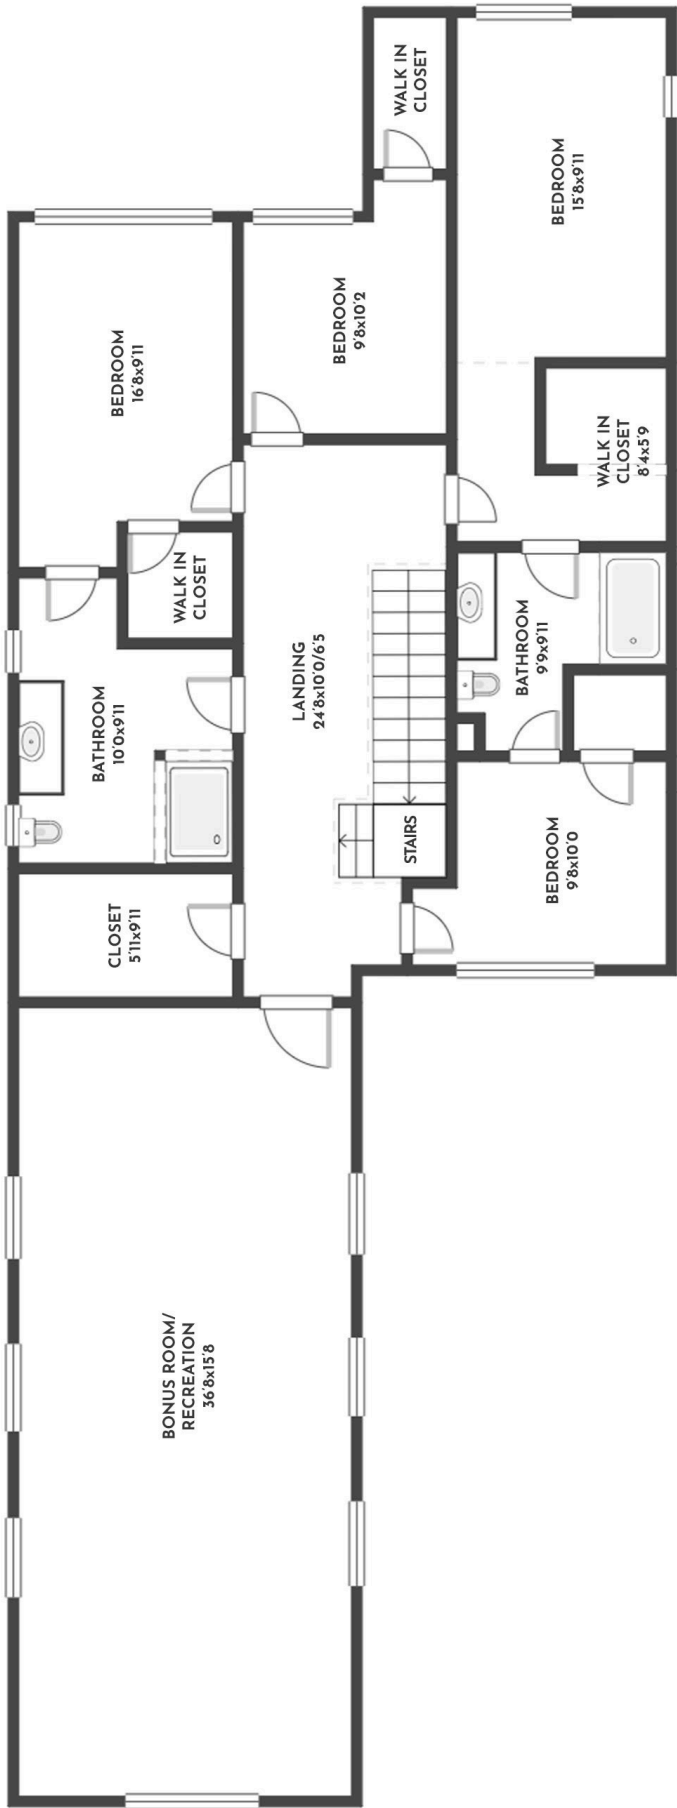 WALK IN
CLOSET
BEDROOM
15'8x9'11
BEDROOM
9'8x10'2
BEDROOM
16'8x9'11
WALK IN
CLOSET
8'4x5'9
WALK IN
CLOSET
LANDING
24'8x10'0/6'5
BATHROOM
9'9x9'11
BATHROOM
10'0x9'11
STAIRS
BEDROOM
9'8x10'0
CLOSET
5'11x9'11
BONUS ROOM/
RECREATION
36'8x15'8